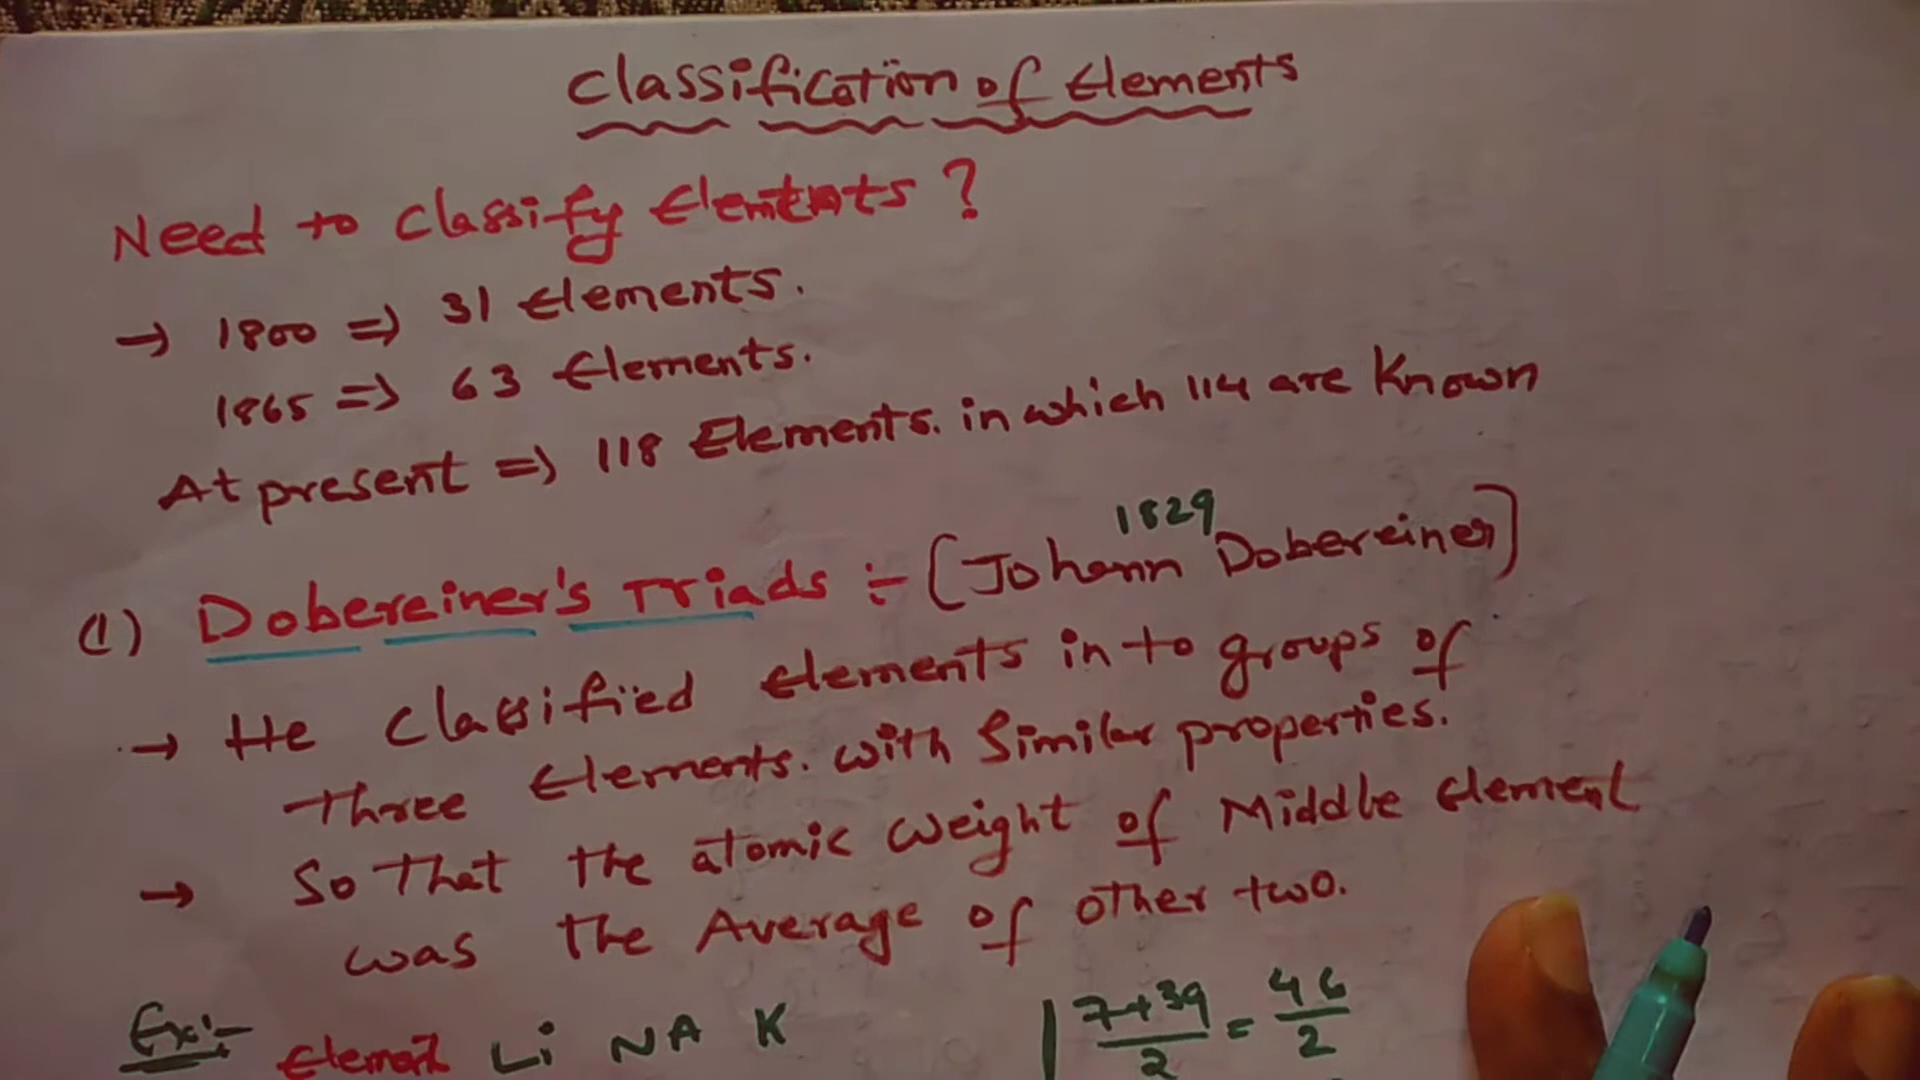 Classification of Elements
Need to Classify Elements ?
→ 1800 => 31 Elements.
1865 => 63 Elements.
At present => 118 Elements. in which 114 are Known
1829
(1) Dobereiner's Triads :- (Johann Dobereiner)
→ He Classified elements in to groups of
Three Elements. with Similar properties.
→ So That the atomic weight of Middle element
was the Average of other two.
Ex:- Element Li NA K
7+39/2 = 46/2